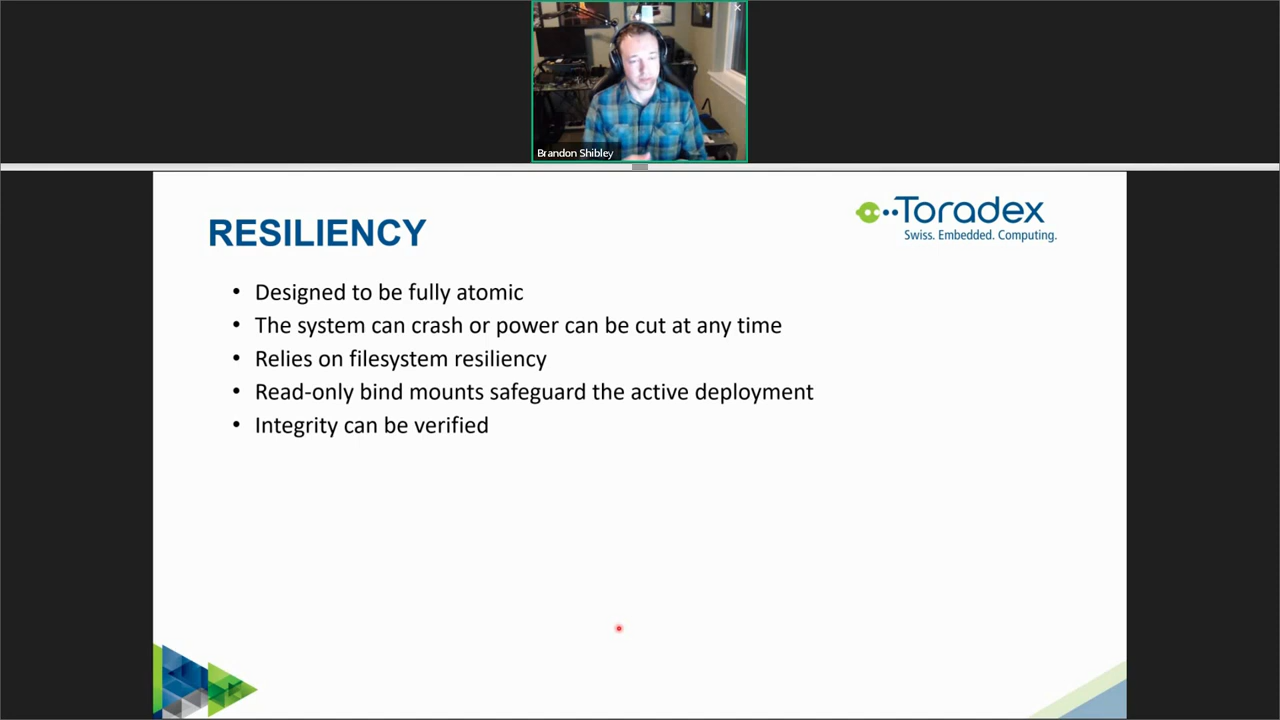 Brandon Shibley
RESILIENCY
Toradex
Swiss. Embedded. Computing.
• Designed to be fully atomic
• The system can crash or power can be cut at any time
• Relies on filesystem resiliency
• Read-only bind mounts safeguard the active deployment
• Integrity can be verified